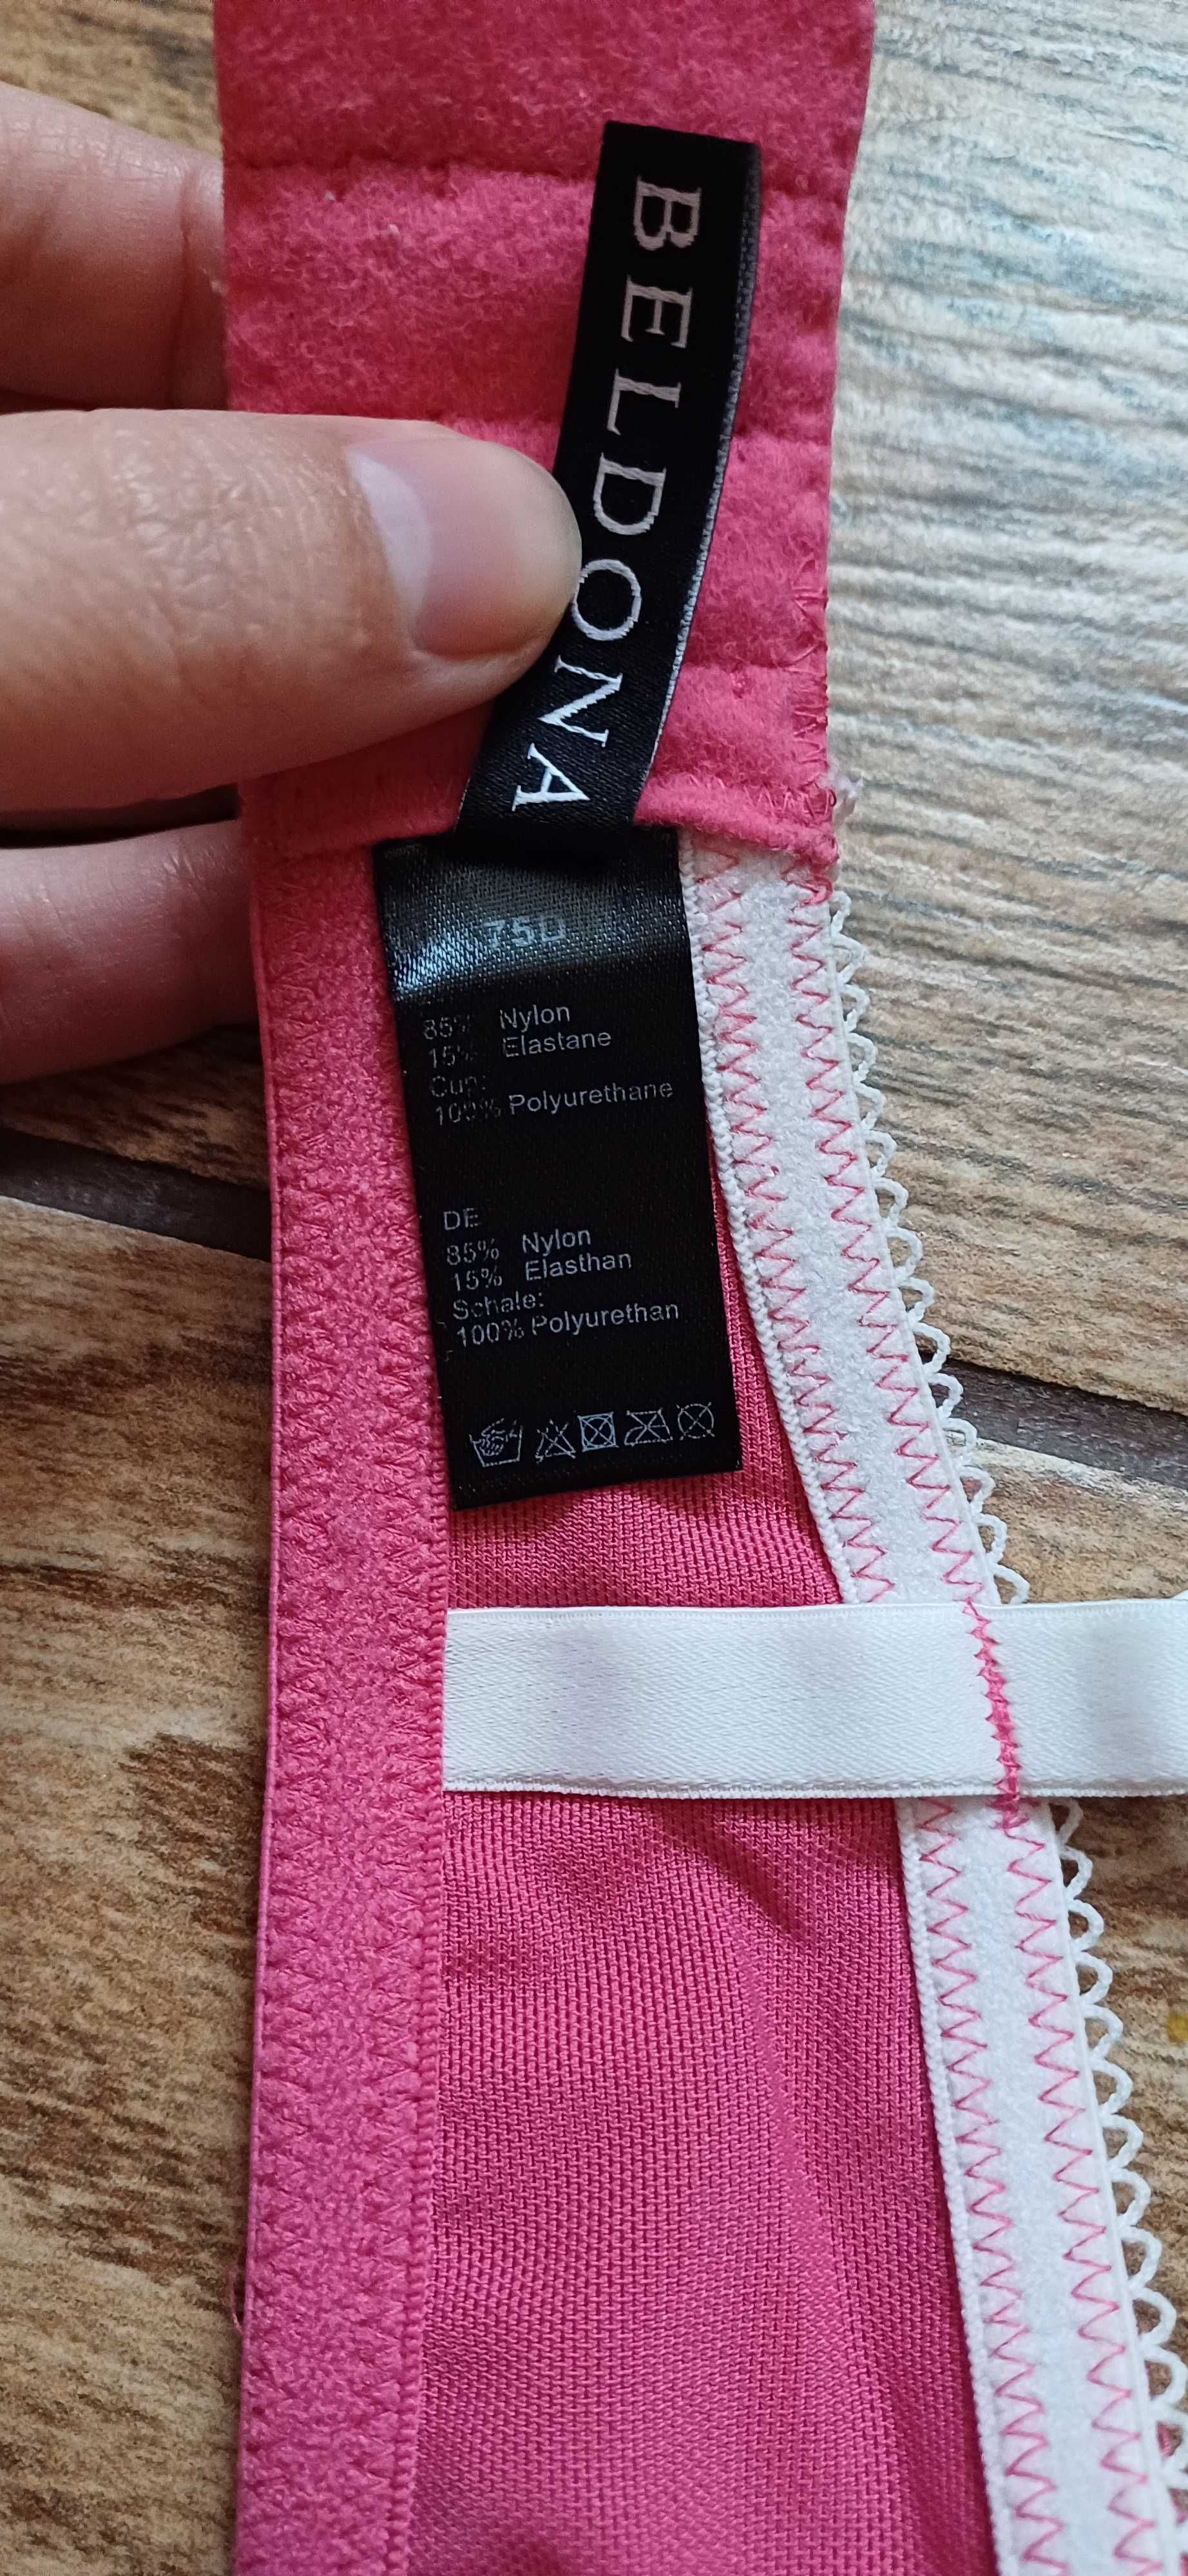 BELDONA
75D
85% Nylon
15% Elastane
Cup:
100% Polyurethane
DE
85% Nylon
15% Elasthan
Schale:
100% Polyurethan